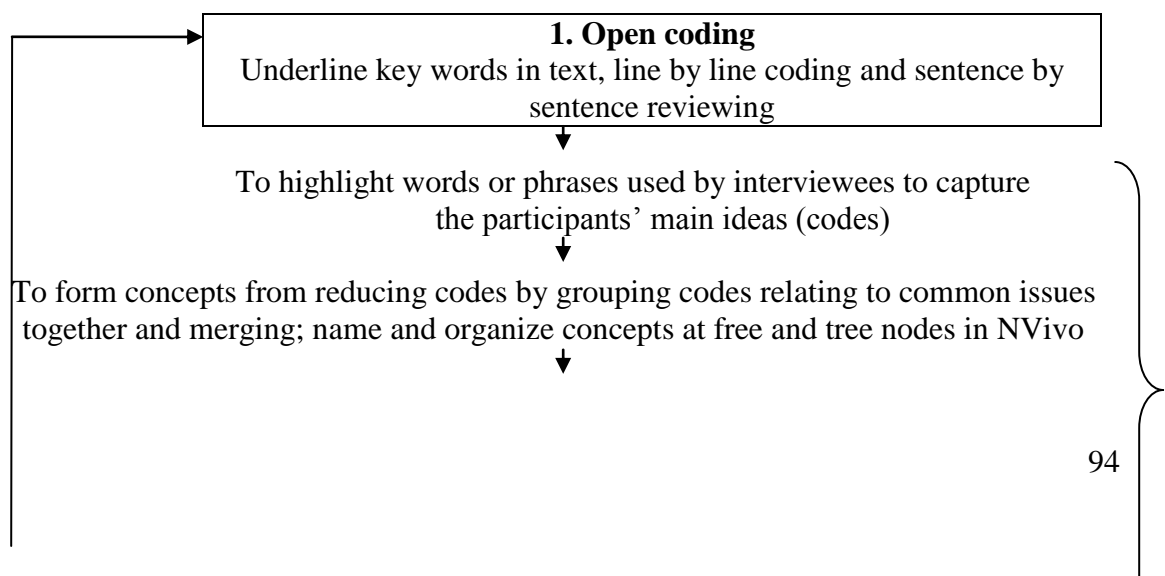 1. Open coding
Underline key words in text, line by line coding and sentence by
sentence reviewing
To highlight words or phrases used by interviewees to capture
the participants’ main ideas (codes)
To form concepts from reducing codes by grouping codes relating to common issues
together and merging; name and organize concepts at free and tree nodes in NVivo
94